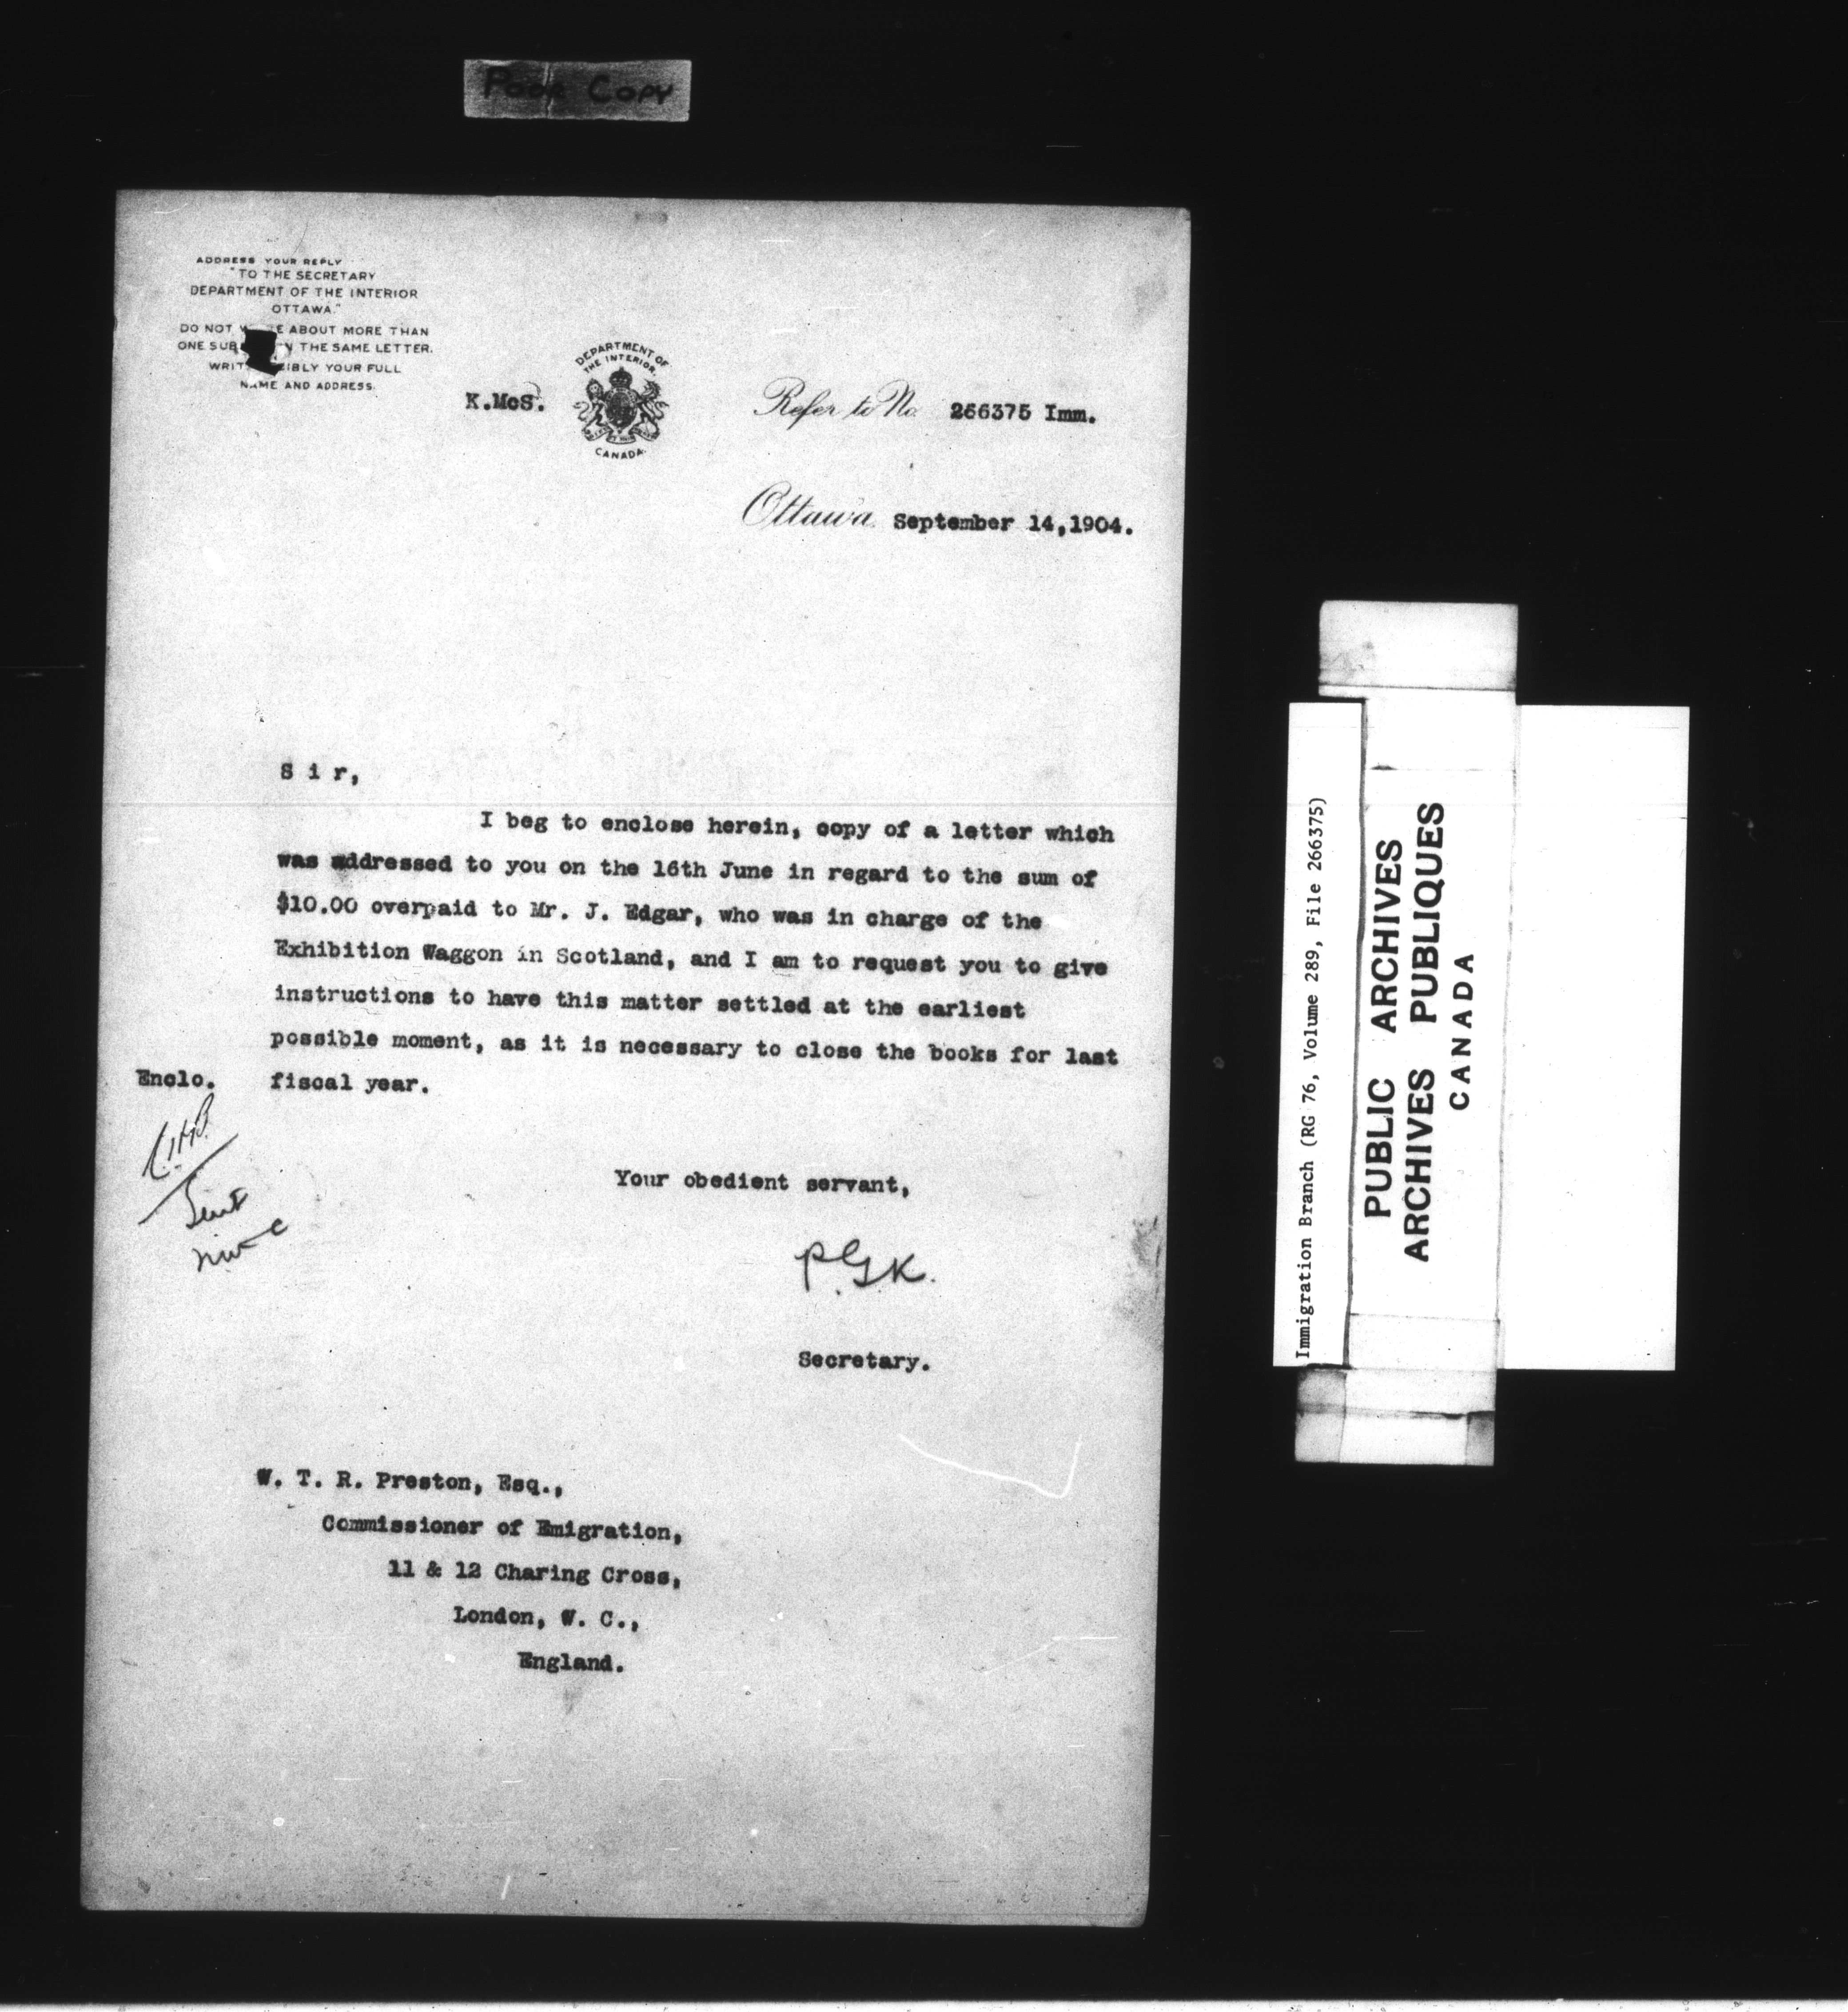 Poor Copy
ADDRESS YOUR REPLY
"TO THE SECRETARY
DEPARTMENT OF THE INTERIOR
OTTAWA."
DO NOT ABOUT MORE THAN
ONE THE SAME LETTER.
YOUR FULL
NAME AND ADDRESS.
K.McS.
DEPARTMENT OF
THE INTERIOR.
CANADA.
Refer to No. 266375 Imm.
Ottawa September 14,1904.
S i r,
I beg to enclose herein, copy of a letter which
was addressed to you on the 16th June in regard to the sum of
$10.00 overpaid to Mr. J. Edgar, who was in charge of the
Exhibition Waggon in Scotland, and I am to request you to give
instructions to have this matter settled at the earliest
possible moment, as it is necessary to close the books for last
Enclo. fiscal year.
Sent
Your obedient servant,
P.G.K.
Secretary.
W. T. R. Preston, Esq.,
Commissioner of Emigration,
11 & 12 Charing Cross,
London, W. C.,
England.
Immigration Branch (RG 76, Volume 289, File 266375)
PUBLIC ARCHIVES
ARCHIVES PUBLIQUES
CANADA